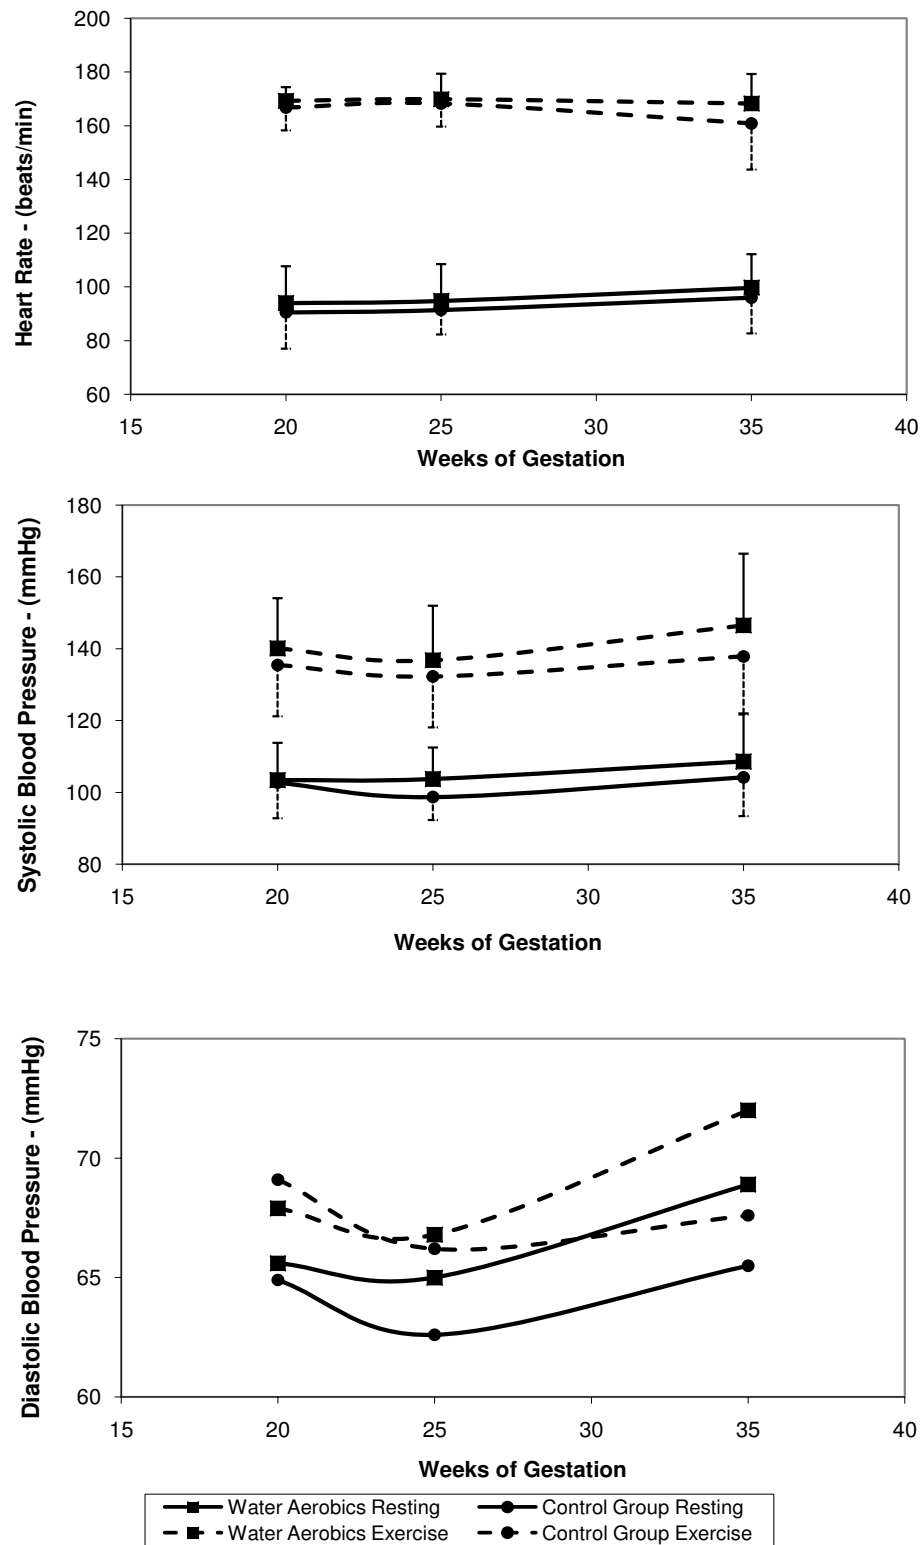 Heart Rate - (beats/min)
200
180
160
140
120
100
80
60
15 20 25 30 35 40
Weeks of Gestation
Systolic Blood Pressure - (mmHg)
180
160
140
120
100
80
15 20 25 30 35 40
Weeks of Gestation
Diastolic Blood Pressure - (mmHg)
75
70
65
60
15 20 25 30 35 40
Weeks of Gestation
Water Aerobics Resting Control Group Resting
Water Aerobics Exercise Control Group Exercise